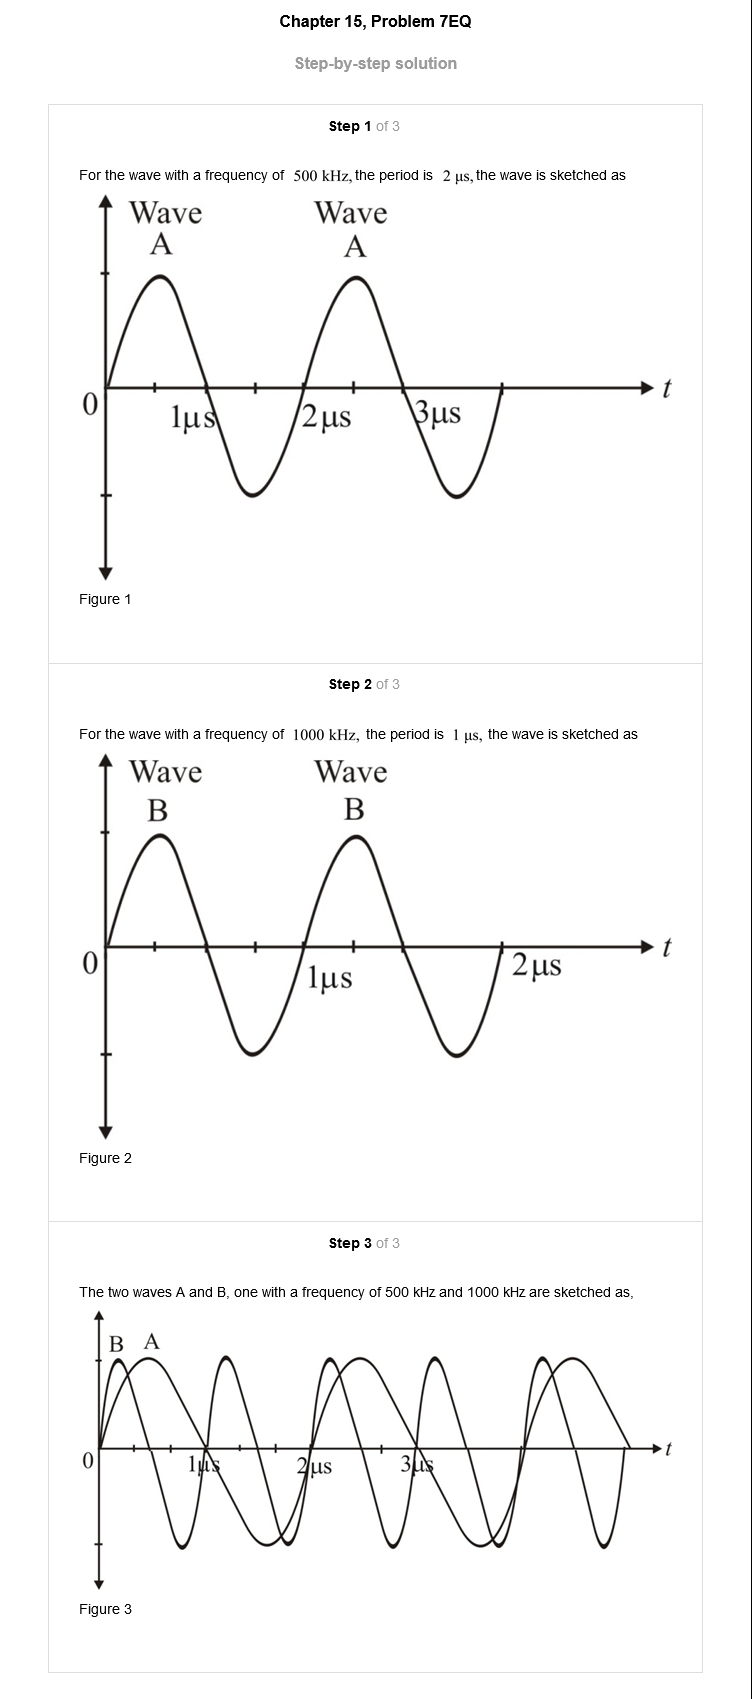 Chapter 15, Problem 7EQ
Step-by-step solution
Step 1 of 3
For the wave with a frequency of 500 kHz, the period is 2 μs, the wave is sketched as
Wave Wave
A A
0 1μs 2μs 3μs t
Figure 1
Step 2 of 3
For the wave with a frequency of 1000 kHz, the period is 1 μs, the wave is sketched as
Wave Wave
B B
0 1μs 2μs t
Figure 2
Step 3 of 3
The two waves A and B, one with a frequency of 500 kHz and 1000 kHz are sketched as,
B A
0 1μs 2μs 3μs t
Figure 3